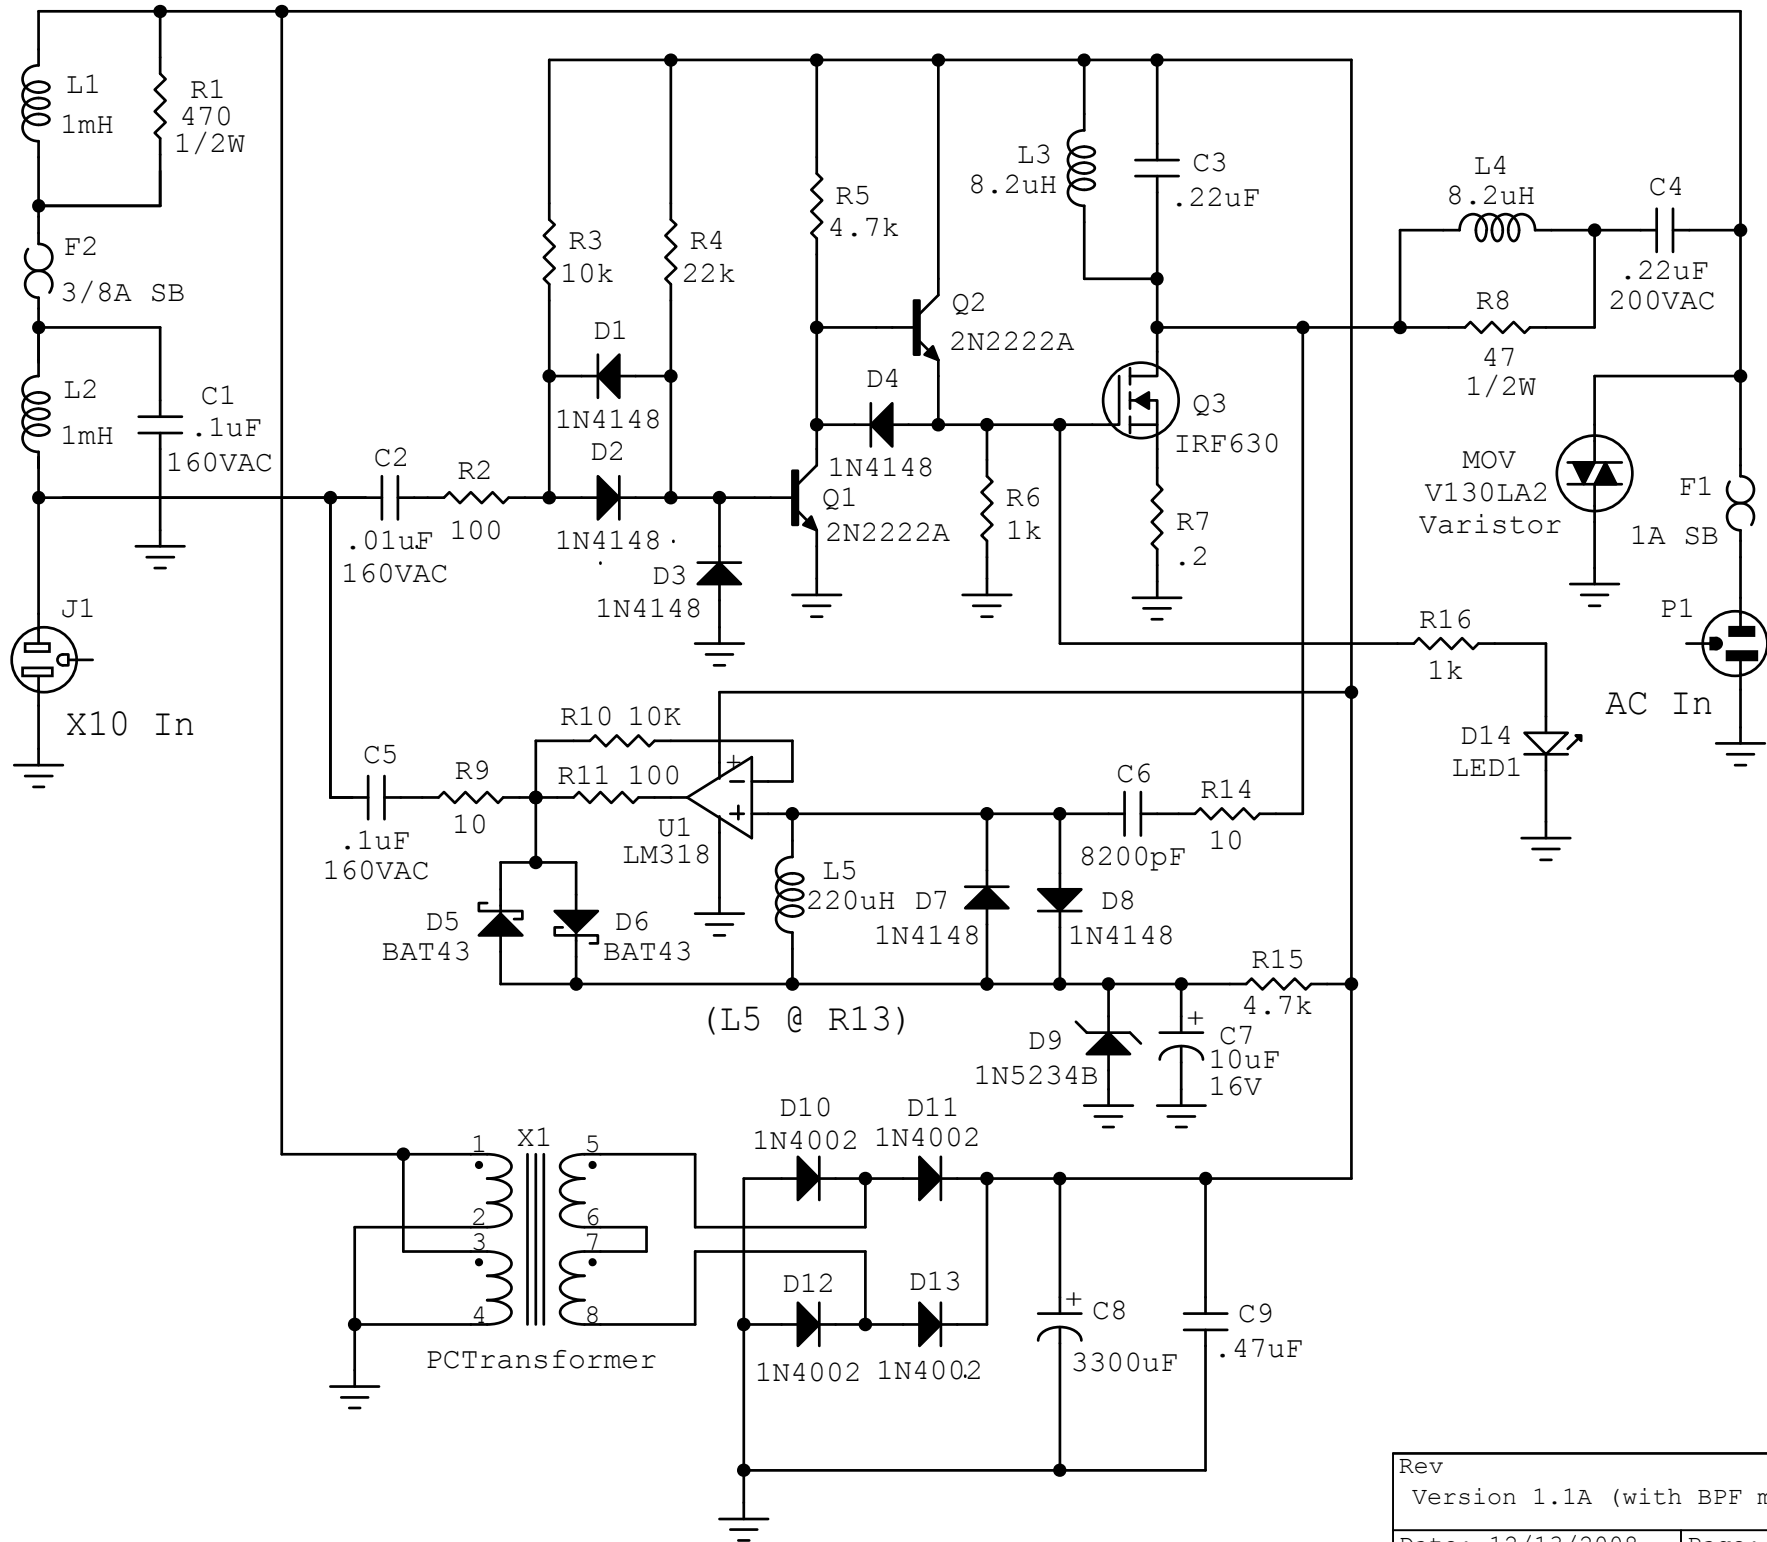 L1
1mH
R1
470
1/2W
F2
3/8A SB
L2
1mH
C1
.1uF
160VAC
J1
X10 In
C2
.01uF
160VAC
R2
100
R3
10k
R4
22k
D1
1N4148
D2
1N4148
D3
1N4148
R5
4.7k
Q2
2N2222A
D4
1N4148
Q1
2N2222A
R6
1k
L3
8.2uH
C3
.22uF
Q3
IRF630
R7
.2
L4
8.2uH
C4
.22uF
200VAC
R8
47
1/2W
MOV
V130LA2
Varistor
F1
1A SB
P1
AC In
R16
1k
D14
LED1
R10 10K
R11 100
C5
.1uF
160VAC
R9
10
+
−
+
U1
LM318
D5
BAT43
D6
BAT43
L5
220uH
D7
1N4148
D8
1N4148
C6
8200pF
R14
10
R15
4.7k
(L5 @ R13)
D9
1N5234B
+
C7
10uF
16V
X1
1
2
3
4
5
6
7
8
PCTransformer
D10
1N4002
D11
1N4002
D12
1N4002
D13
1N4002
+
C8
3300uF
C9
.47uF
Rev
Version 1.1A (with BPF
Date: 12/13/2008
Page: